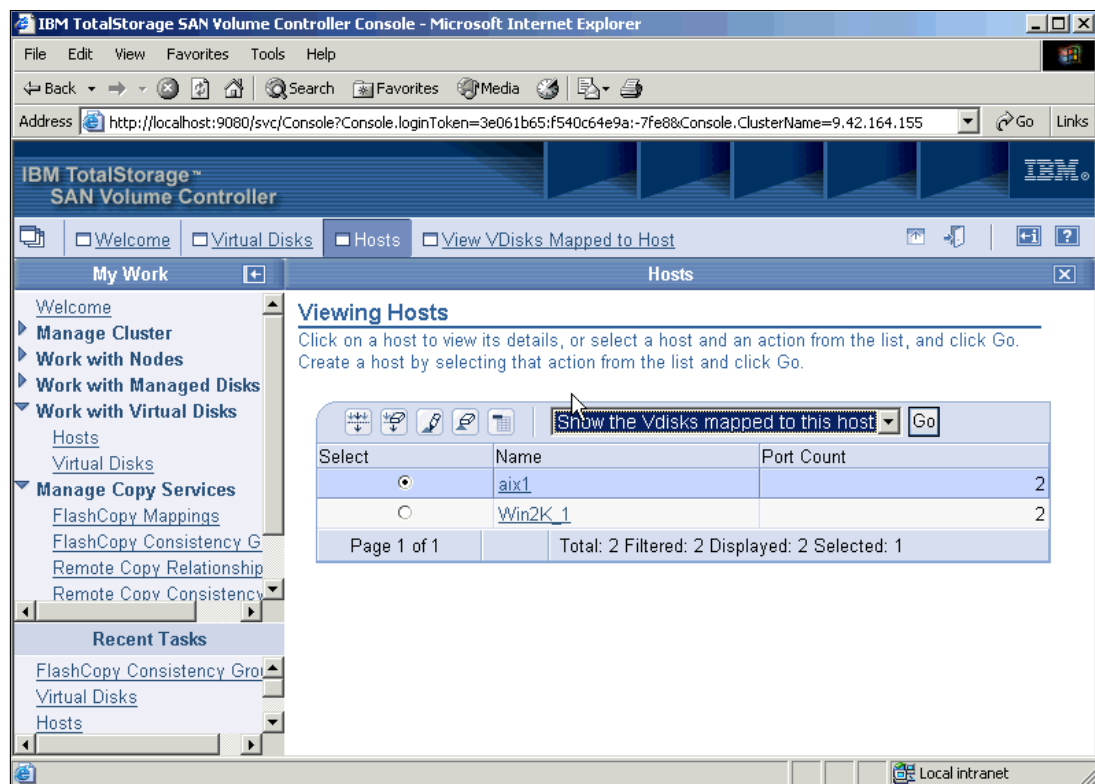 IBM TotalStorage SAN Volume Controller Console - Microsoft Internet Explorer
File Edit View Favorites Tools Help
Back Search Favorites Media
Address http://localhost:9080/svc/Console?Console.loginToken=3e061b65:f540c64e9a:-7fe8&Console.ClusterName=9.42.164.155 Go Links
IBM TotalStorage™
SAN Volume Controller
IBM®
Welcome Virtual Disks Hosts View VDisks Mapped to Host
My Work
Hosts
Welcome
Manage Cluster
Work with Nodes
Work with Managed Disks
Work with Virtual Disks
Hosts
Virtual Disks
Manage Copy Services
FlashCopy Mappings
FlashCopy Consistency G
Remote Copy Relationship
Remote Copy Consistency
Recent Tasks
FlashCopy Consistency Grou
Virtual Disks
Hosts
Viewing Hosts
Click on a host to view its details, or select a host and an action from the list, and click Go.
Create a host by selecting that action from the list and click Go.
Show the Vdisks mapped to this host Go
Select Name Port Count
aix1 2
Win2K_1 2
Page 1 of 1 Total: 2 Filtered: 2 Displayed: 2 Selected: 1
Local intranet